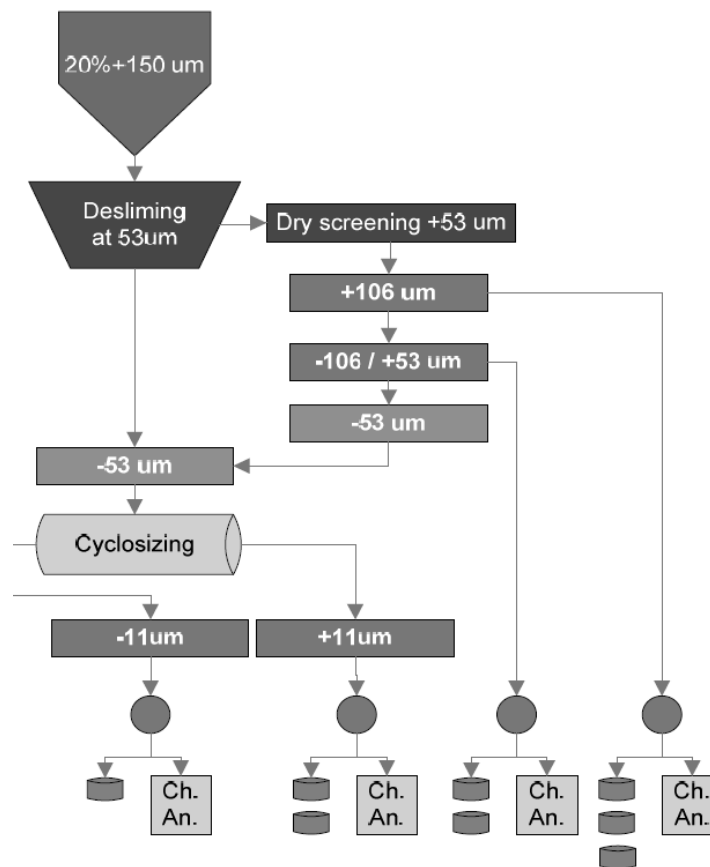 20%+150 um
Desliming
at 53um
Dry screening +53 um
+106 um
-106 / +53 um
-53 um
-53 um
Cyclosizing
-11um
+11um
Ch.
An.
Ch.
An.
Ch.
An.
Ch.
An.